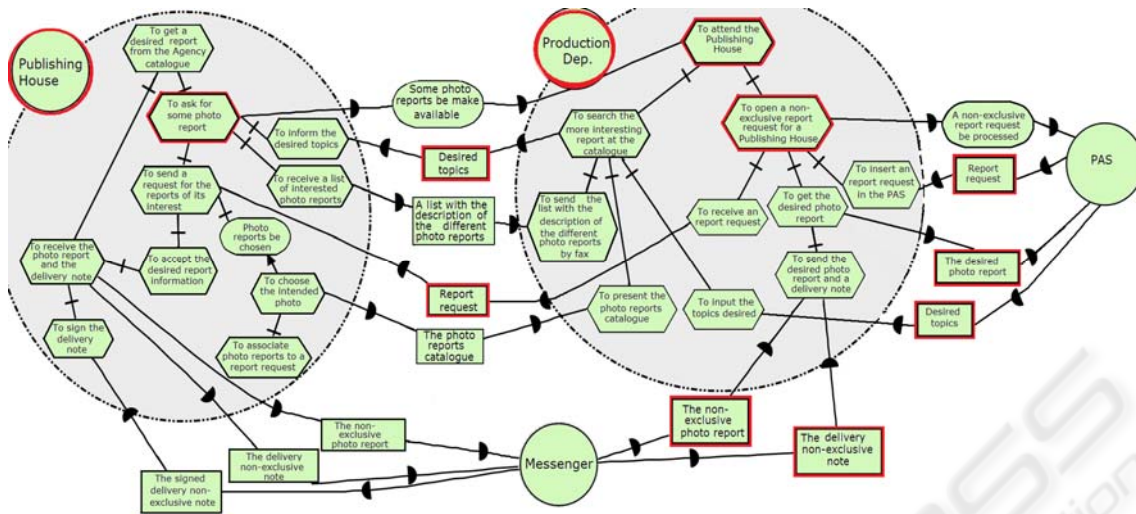 Publishing
House
To get a
desired report
from the Agency
catalogue
To ask for
some photo
report
To inform the
desired topics
To receive a list
of interested
photo reports
To send a
request for the
reports of its
interest
Photo
reports be
chosen
To receive the
photo report
and the
delivery note
To accept the
desired report
information
To choose
the intended
photo
To sign the
delivery
note
To associate
photo reports to a
report request
Some photo
reports be make
available
Desired
topics
A list with the
description of
the different
photo reports
Report
request
The photo
reports
catalogue
Production
Dep.
To attend the
Publishing
House
To search the
more interesting
report at the
catalogue
To open a non-
exclusive report
request for a
Publishing House
To send the
list with the
description of
the different
photo reports
by fax
To receive an
report request
To get the
desired photo
report
To insert an
report request
in the PAS
To send the
desired photo
report and a
delivery note
To present the
photo reports
catalogue
To input the
topics desired
A non-exclusive
report request
be processed
Report
request
PAS
The desired
photo report
Desired
topics
The non-
exclusive
photo report
The delivery
non-exclusive
note
The signed
delivery non-
exclusive note
Messenger
The non-
exclusive
photo report
The delivery
non-exclusive
note